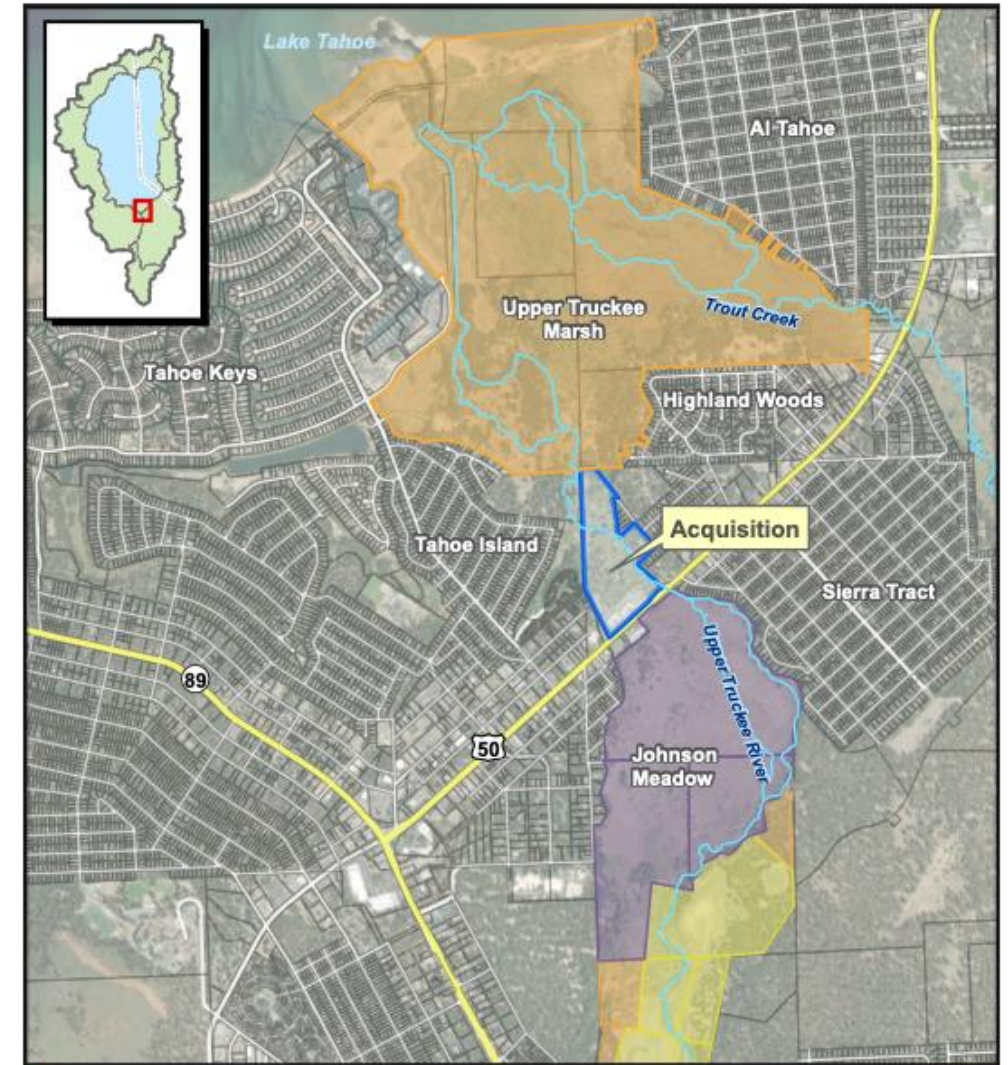 Lake Tahoe
Al Tahoe
Upper Truckee
Marsh
Trout Creek
Tahoe Keys
Highland Woods
Acquisition
Tahoe Island
Sierra Tract
Upper Truckee River
89
50
Johnson
Meadow